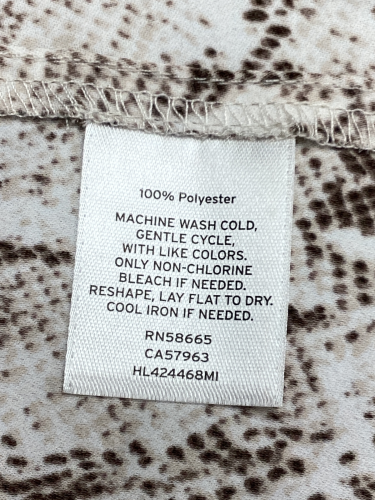 100% Polyester
MACHINE WASH COLD,
GENTLE CYCLE,
WITH LIKE COLORS.
ONLY NON-CHLORINE
BLEACH IF NEEDED.
RESHAPE, LAY FLAT TO DRY.
COOL IRON IF NEEDED.
RN58665
CA57963
HL424468MI